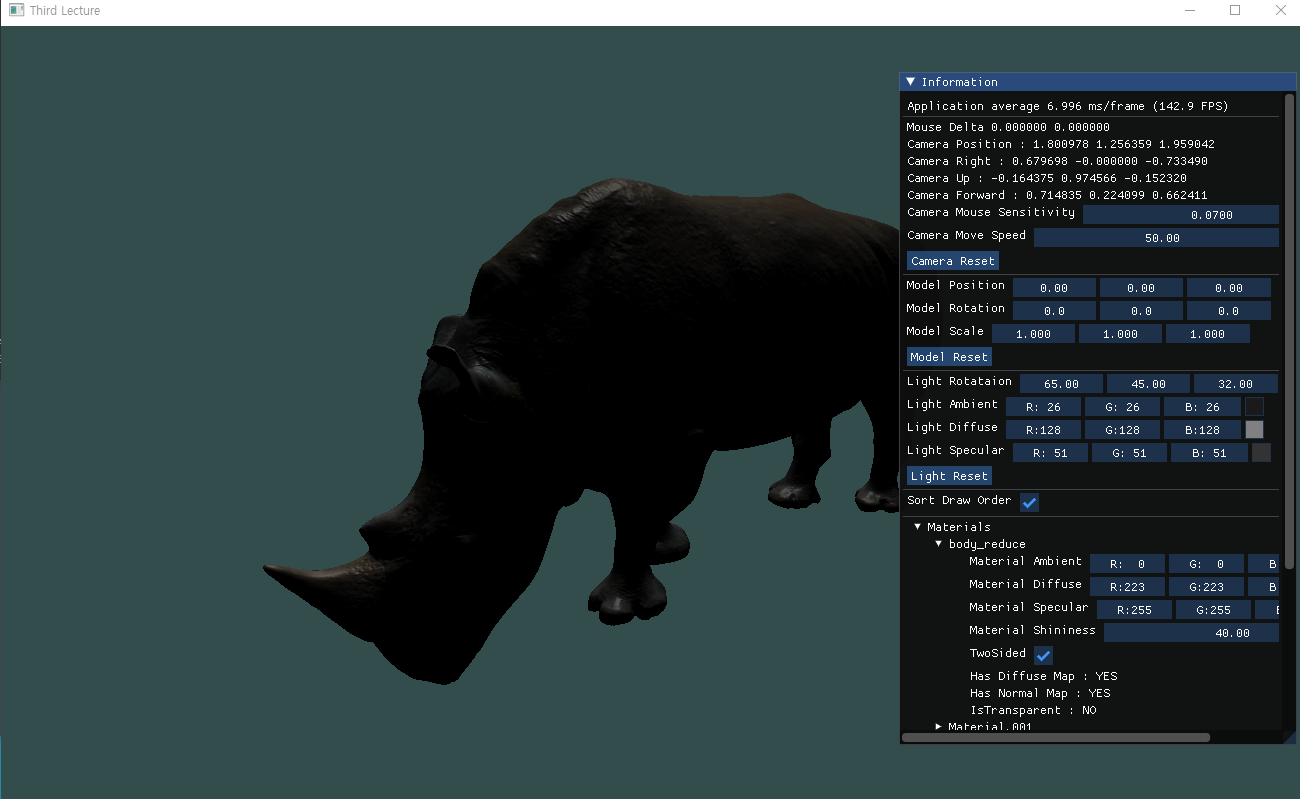 Third Lecture
Information
Application average 6.996 ms/frame (142.9 FPS)
Mouse Delta 0.000000 0.000000
Camera Position : 1.800978 1.256359 1.959042
Camera Right : 0.679698 -0.000000 -0.733490
Camera Up : -0.164375 0.974566 -0.152320
Camera Forward : 0.714835 0.224099 0.662411
Camera Mouse Sensitivity 0.0700
Camera Move Speed 50.00
Camera Reset
Model Position 0.00 0.00 0.00
Model Rotation 0.0 0.0 0.0
Model Scale 1.000 1.000 1.000
Model Reset
Light Rotataion 65.00 45.00 32.00
Light Ambient R: 26 G: 26 B: 26
Light Diffuse R:128 G:128 B:128
Light Specular R: 51 G: 51 B: 51
Light Reset
Sort Draw Order
Materials
body_reduce
Material Ambient R: 0 G: 0 B
Material Diffuse R:223 G:223 B
Material Specular R:255 G:255
Material Shininess 40.00
TwoSided
Has Diffuse Map : YES
Has Normal Map : YES
IsTransparent : NO
Material.001